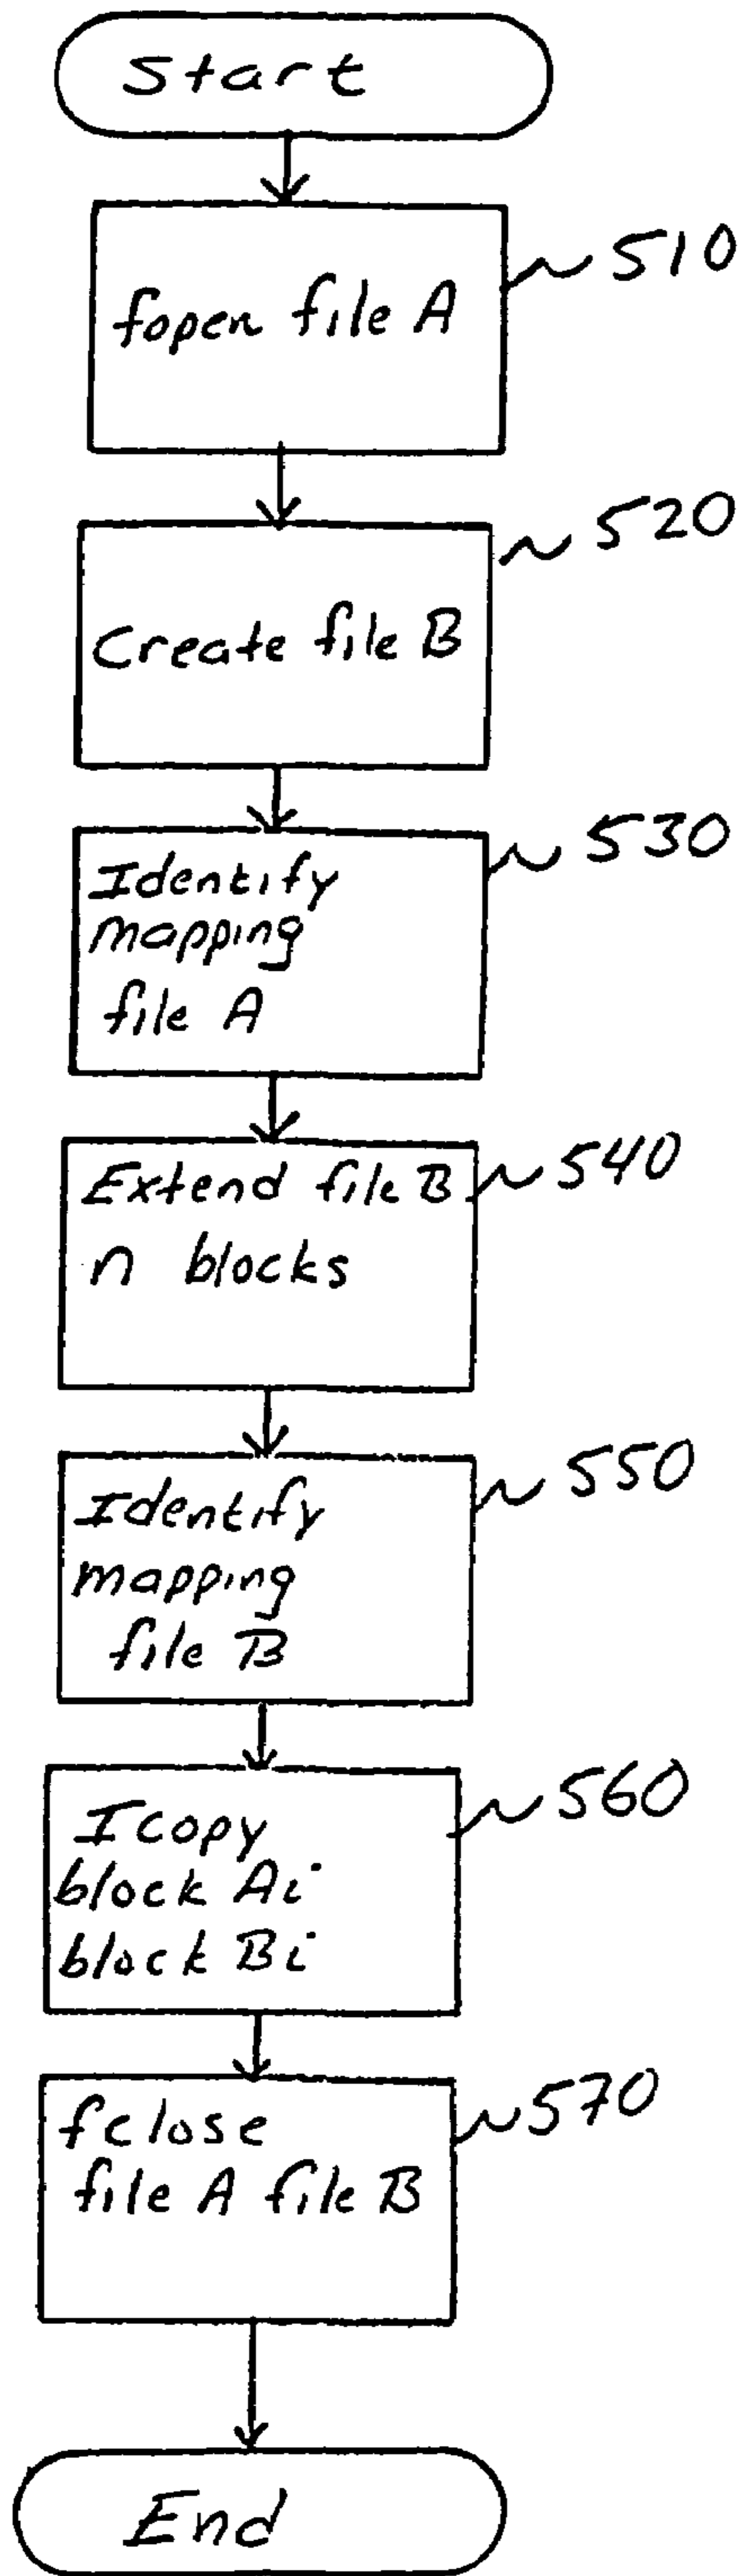 Start
510
fopen file A
520
Create file B
530
Identify
mapping
file A
540
Extend file B
n blocks
550
Identify
mapping
file B
560
Icopy
block Ai
block Bi
570
fclose
file A file B
End